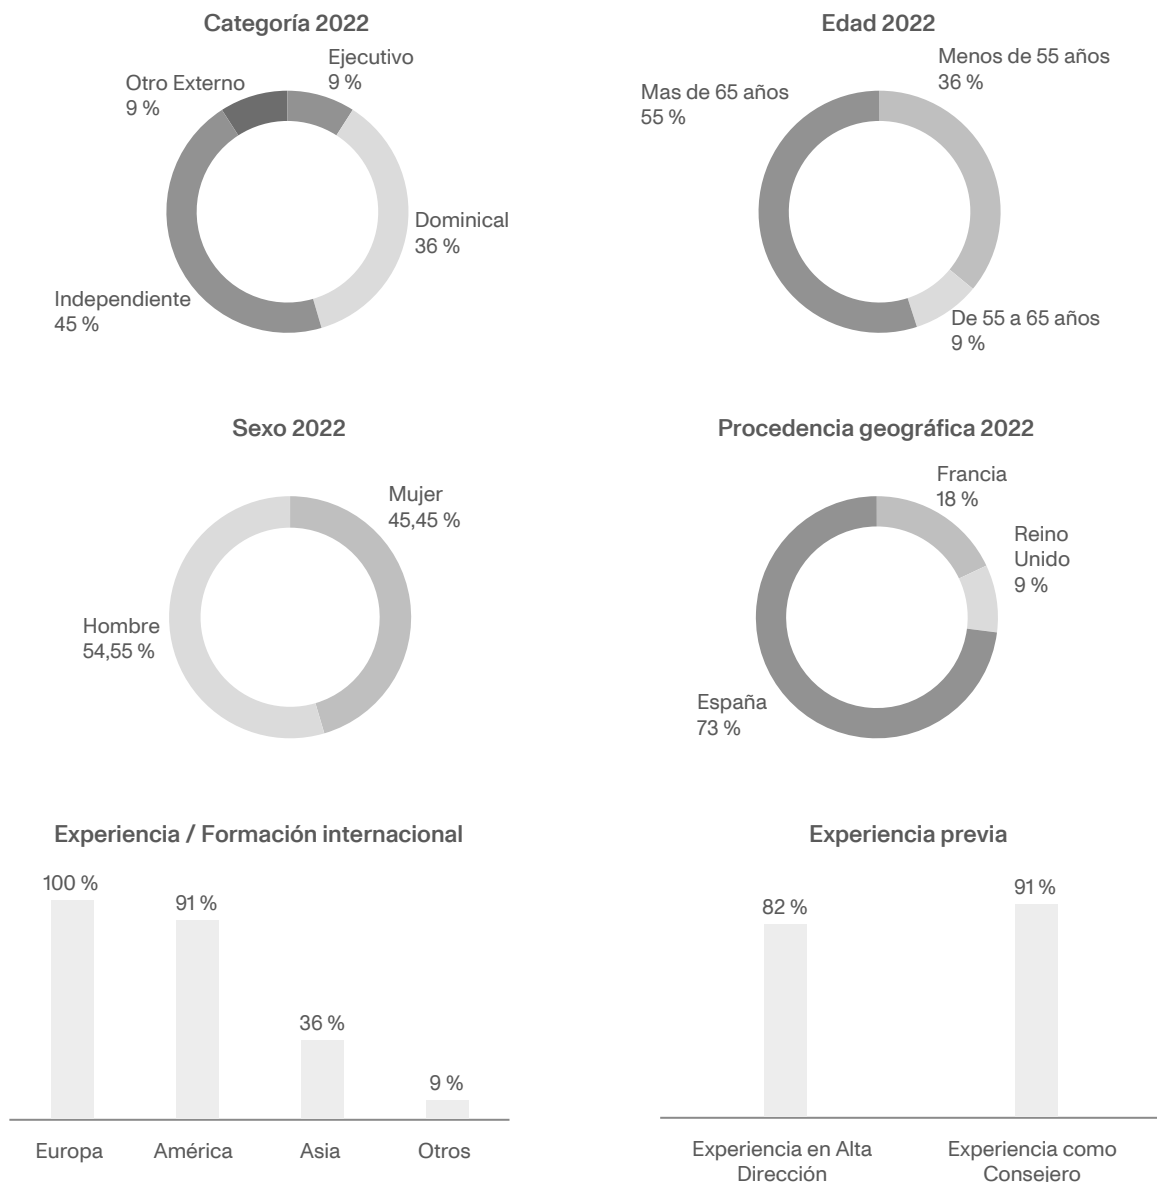 Categoría 2022
Ejecutivo
9 %
Otro Externo
9 %
Dominical
36 %
Independiente
45 %
Edad 2022
Menos de 55 años
36 %
Mas de 65 años
55 %
De 55 a 65 años
9 %
Sexo 2022
Mujer
45,45 %
Hombre
54,55 %
Procedencia geográfica 2022
Francia
18 %
Reino
Unido
9 %
España
73 %
Experiencia / Formación internacional
100 %
91 %
36 %
9 %
Europa
América
Asia
Otros
Experiencia previa
82 %
91 %
Experiencia en Alta
Dirección
Experiencia como
Consejero